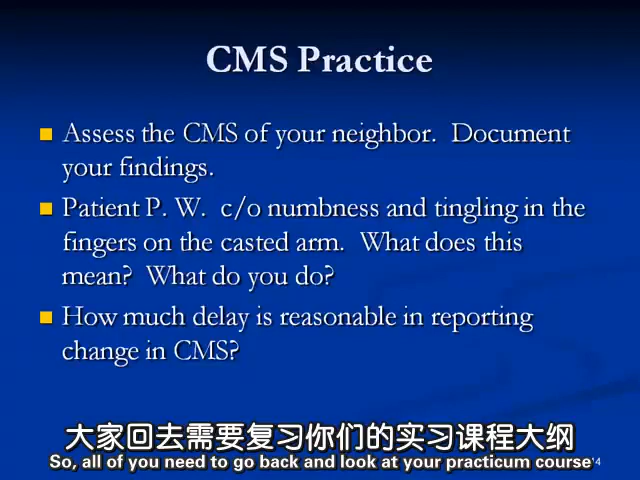 CMS Practice
Assess the CMS of your neighbor. Document
your findings.
Patient P. W. c/o numbness and tingling in the
fingers on the casted arm. What does this
mean? What do you do?
How much delay is reasonable in reporting
change in CMS?
大家回去需要复习你们的实习课程大纲
So, all of you need to go back and look at your practicum course